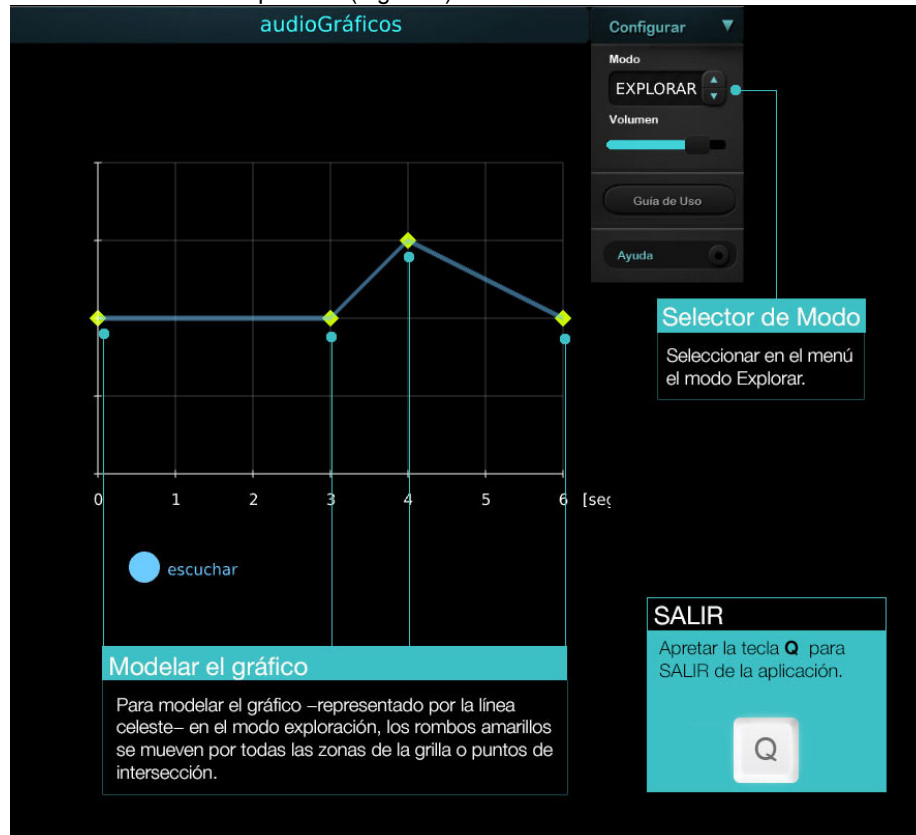 audioGráficos
Configurar
Modo
EXPLORAR
Volumen
Guía de Uso
Ayuda
Selector de Modo
Seleccionar en el menú
el modo Explorar.
0 1 2 3 4 5 6 [seg
escuchar
Modelar el gráfico
Para modelar el gráfico –representado por la línea
celeste– en el modo exploración, los rombos amarillos
se mueven por todas las zonas de la grilla o puntos de
intersección.
SALIR
Apretar la tecla Q para
SALIR de la aplicación.
Q